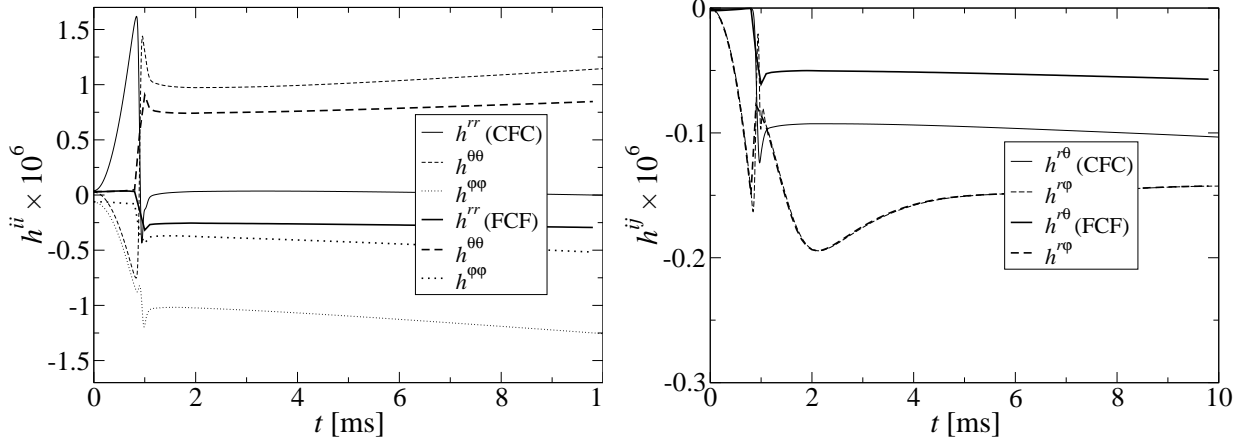 1.5
1
0.5
0
-0.5
-1
-1.5
h^{ii} × 10^6
0 2 4 6 8 1
t [ms]
h^{rr} (CFC)
h^{θθ}
h^{φφ}
h^{rr} (FCF)
h^{θθ}
h^{φφ}
0
-0.1
-0.2
-0.3
h^{ij} × 10^6
0 2 4 6 8 10
t [ms]
h^{rθ} (CFC)
h^{rφ}
h^{rθ} (FCF)
h^{rφ}